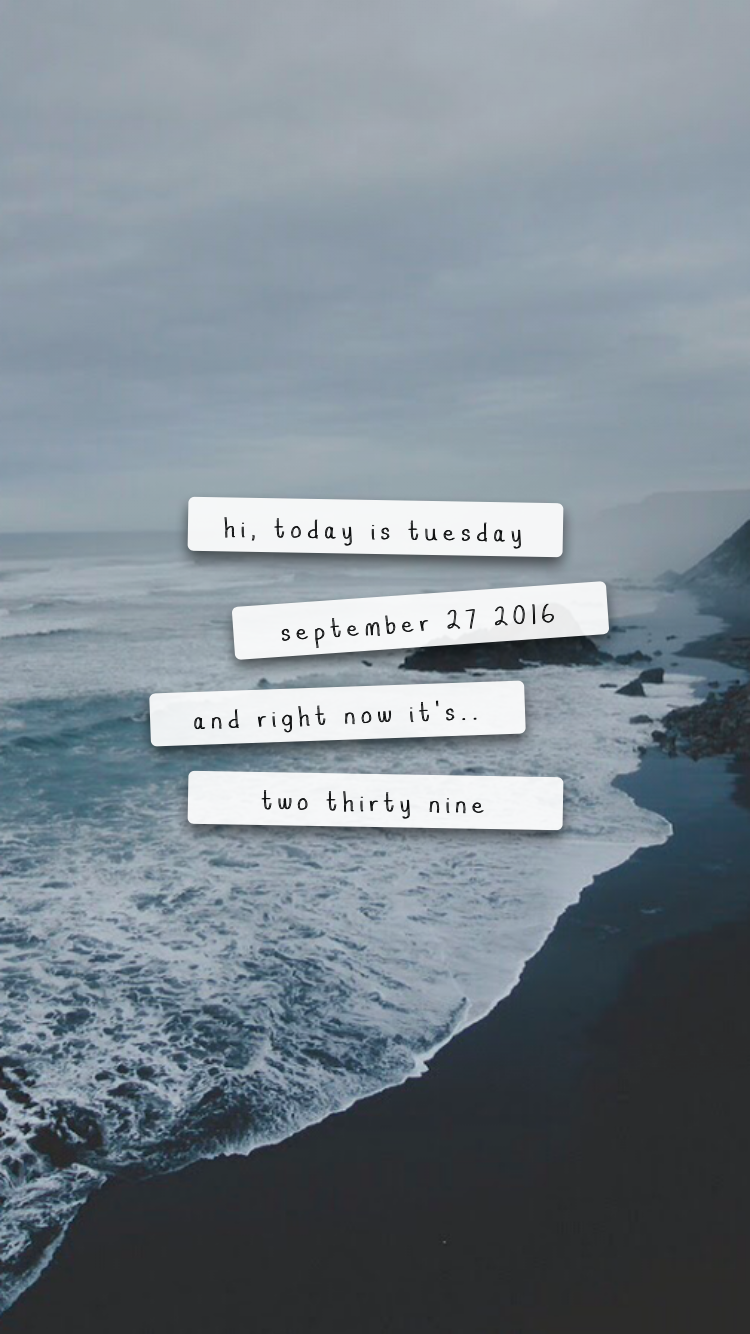 hi, today is tuesday
september 27 2016
and right now it's..
two thirty nine